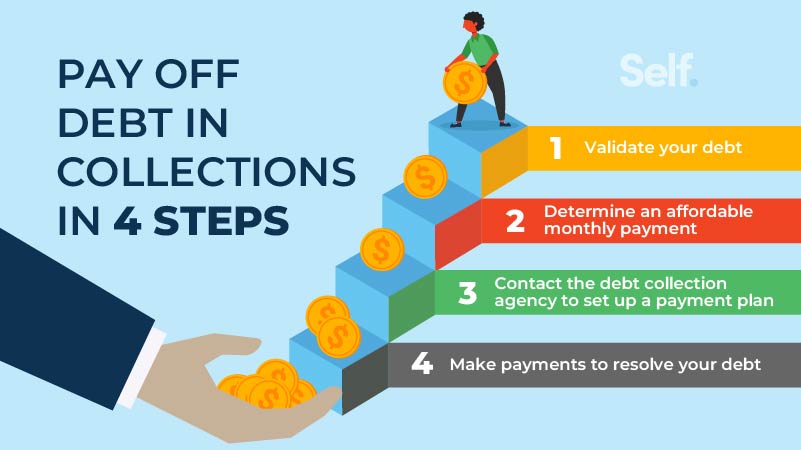 PAY OFF
DEBT IN
COLLECTIONS
IN 4 STEPS
Self.
1 Validate your debt
2 Determine an affordable
monthly payment
3 Contact the debt collection
agency to set up a payment plan
4 Make payments to resolve your debt